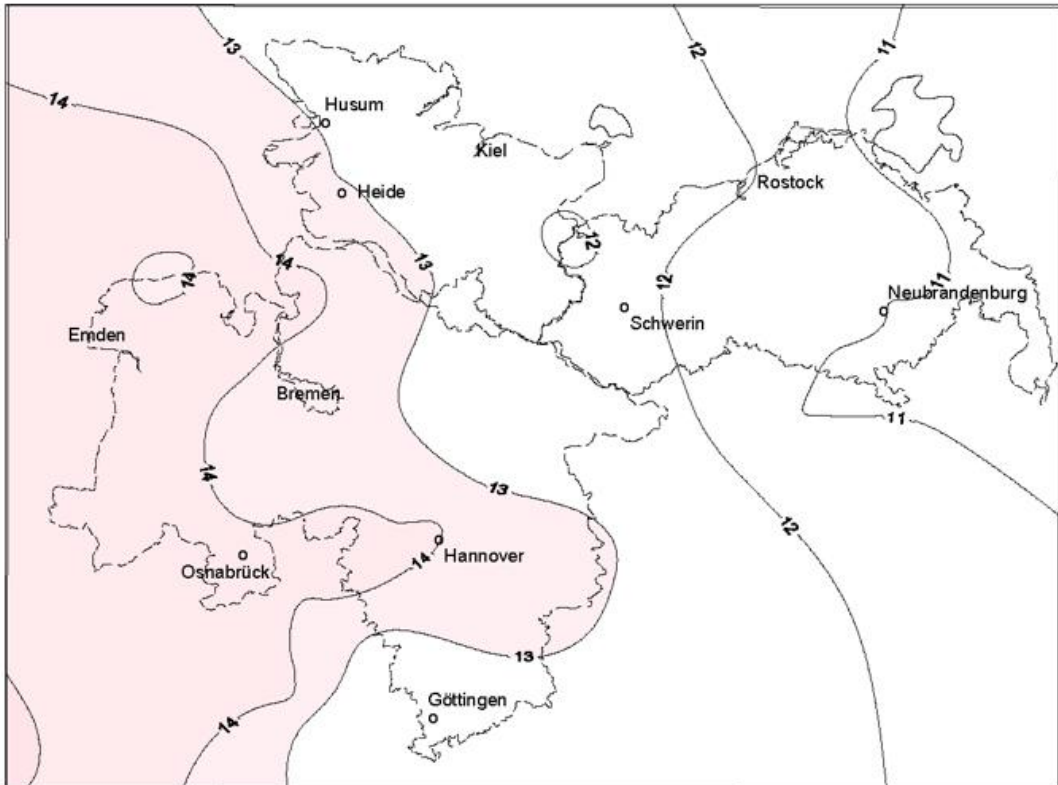 13
12
11
14
Husum
Kiel
Heide
Rostock
12
14
13
14
12
11
Neubrandenburg
Schwerin
Emden
Bremen
11
14
13
12
Hannover
14
Osnabrück
13
Göttingen
14